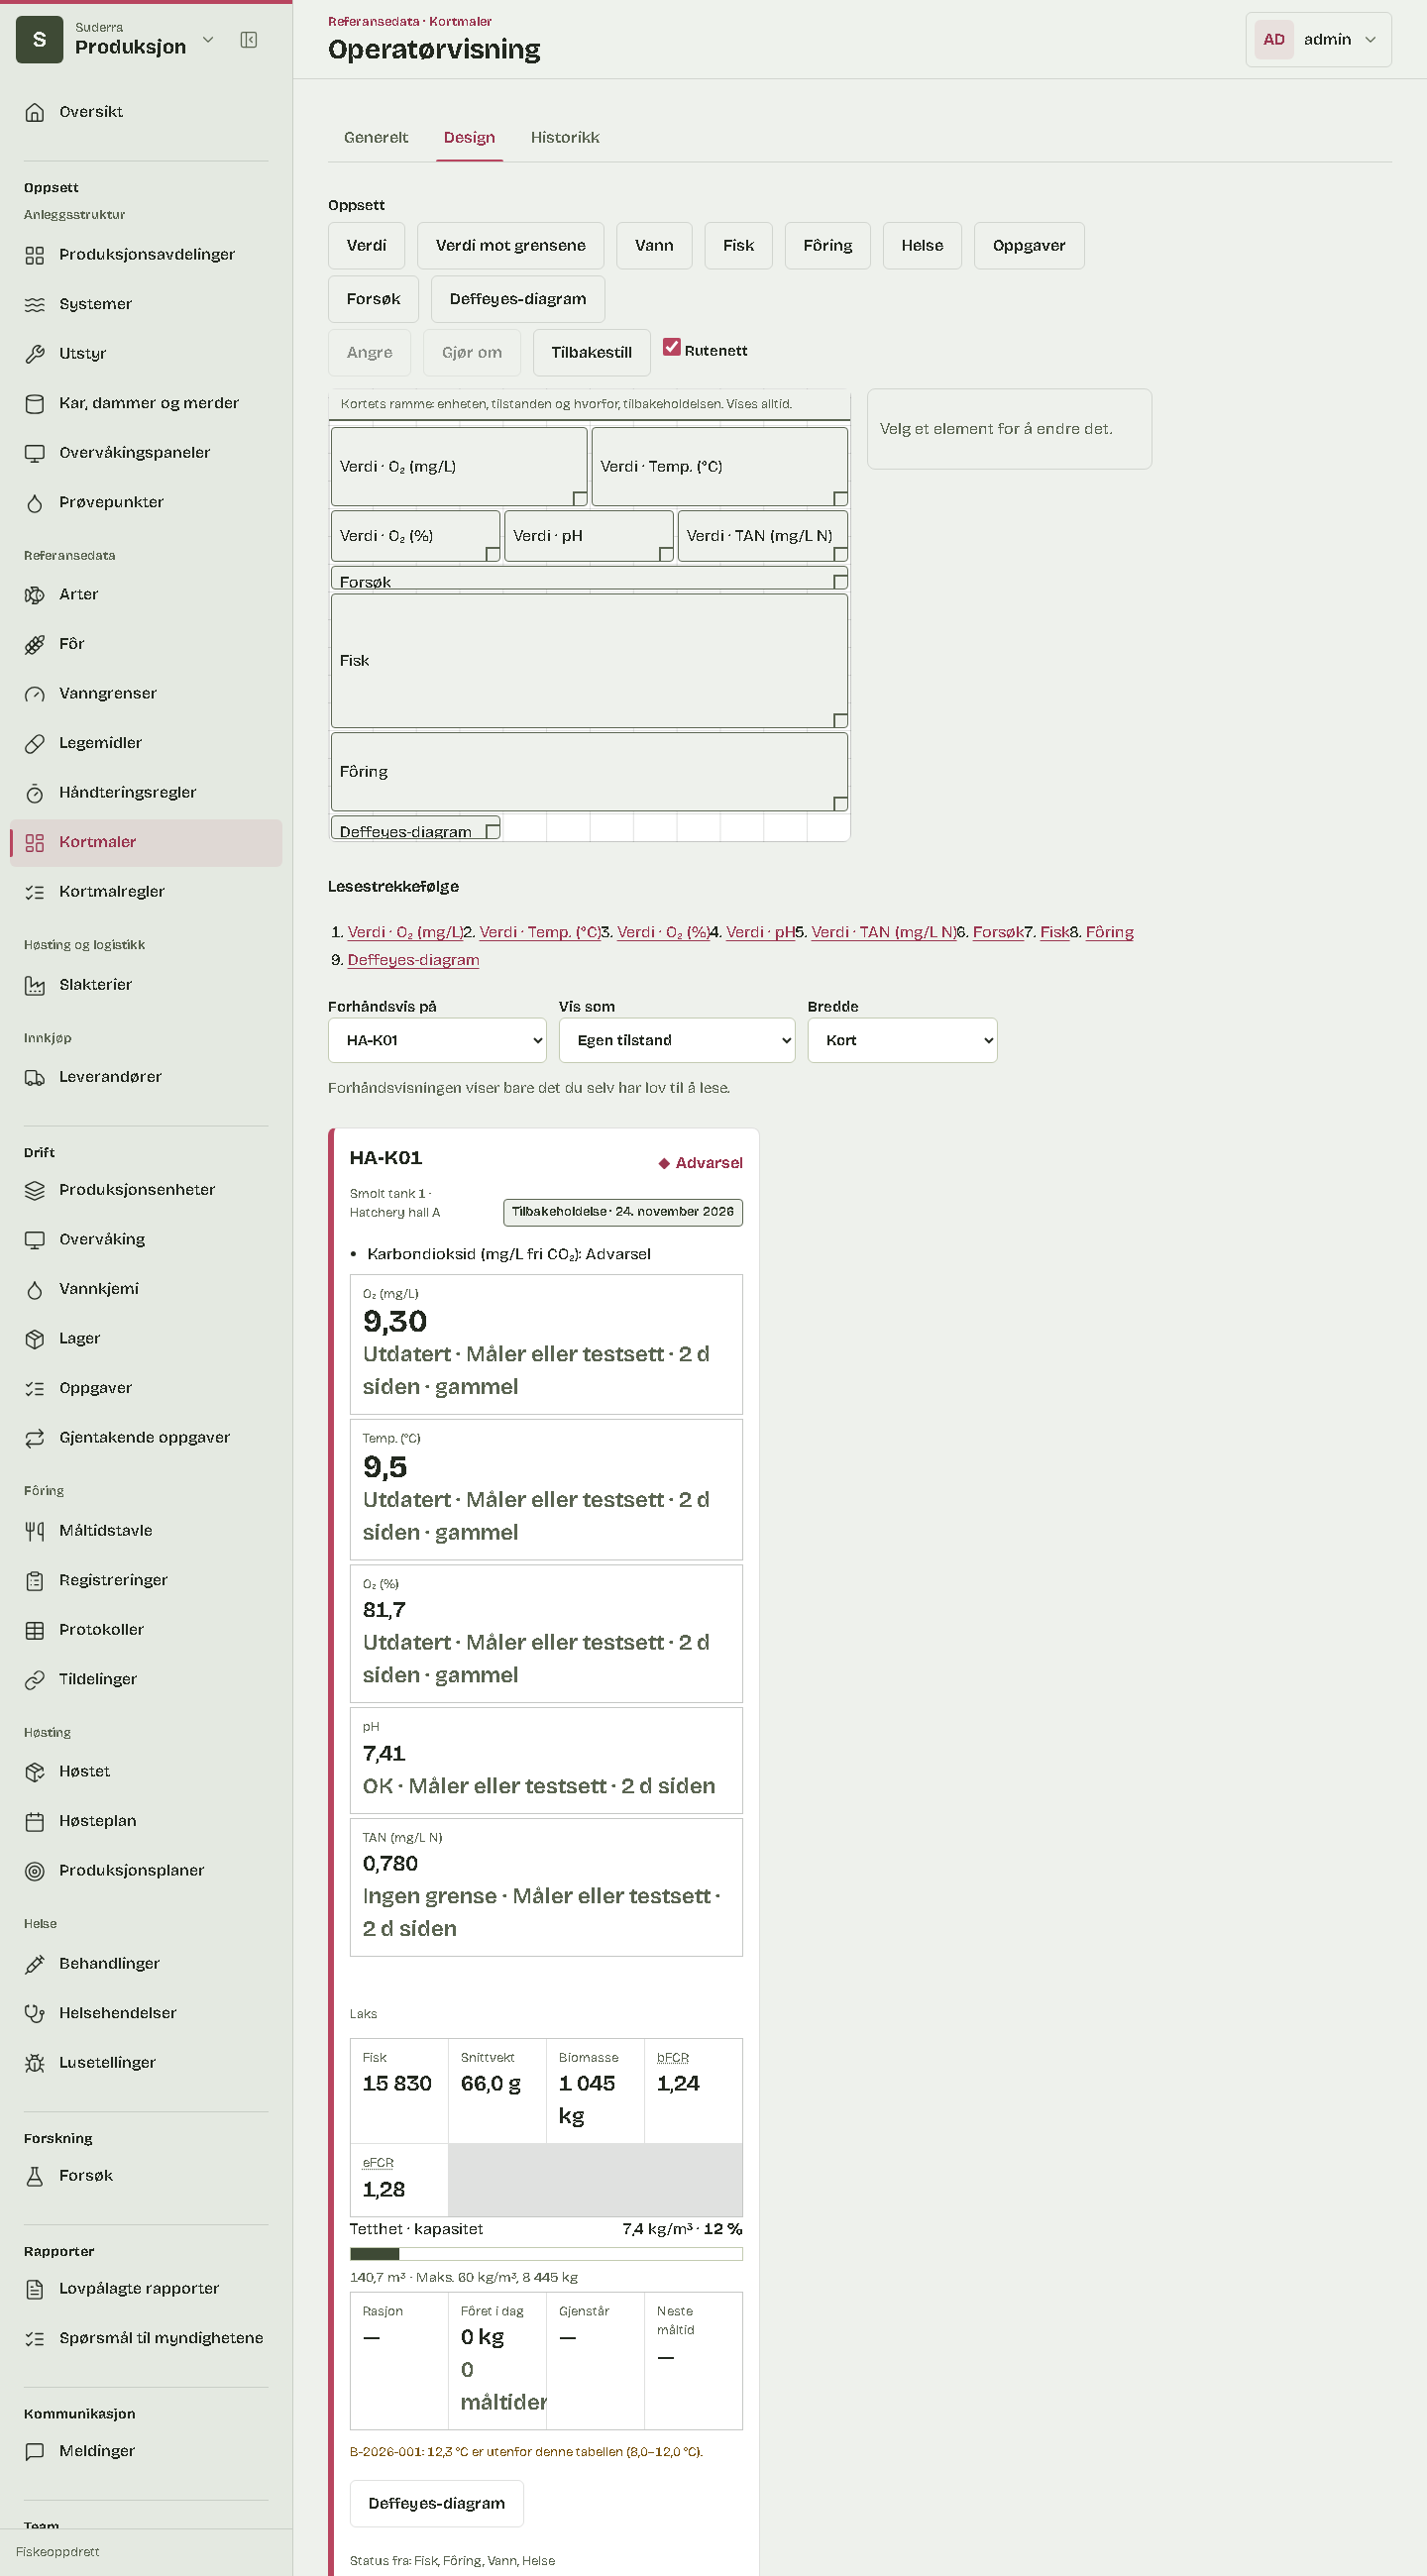 S
Suderra
Produksjon
Oversikt
Oppsett
Anleggsstruktur
Produksjonsavdelinger
Systemer
Utstyr
Kar, dammer og merder
Overvåkingspaneler
Prøvepunkter
Referansedata
Arter
Fôr
Vanngrenser
Legemidler
Håndteringsregler
Kortmaler
Kortmalregler
Høsting og logistikk
Slakterier
Innkjøp
Leverandører
Drift
Produksjonsenheter
Overvåking
Vannkjemi
Lager
Oppgaver
Gjentakende oppgaver
Fôring
Måltidstavle
Registreringer
Protokoller
Tildelinger
Høsting
Høstet
Høsteplan
Produksjonsplaner
Helse
Behandlinger
Helsehendelser
Lusetellinger
Forskning
Forsøk
Rapporter
Lovpålagte rapporter
Spørsmål til myndighetene
Kommunikasjon
Meldinger
Team
Fiskeoppdrett
Referansedata · Kortmaler
Operatørvisning
AD admin
Generelt Design Historikk
Oppsett
Verdi Verdi mot grensene Vann Fisk Fôring Helse Oppgaver
Forsøk Deffeyes-diagram
Angre Gjør om Tilbakestill Rutenett
Kortets ramme: enheten, tilstanden og hvorfor, tilbakeholdelsen. Vises alltid.
Velg et element for å endre det.
Verdi · O₂ (mg/L) Verdi · Temp. (°C)
Verdi · O₂ (%) Verdi · pH Verdi · TAN (mg/L N)
Forsøk
Fisk
Fôring
Deffeyes-diagram
Lesestrekkefølge
1. Verdi · O₂ (mg/L)2. Verdi · Temp. (°C)3. Verdi · O₂ (%)4. Verdi · pH5. Verdi · TAN (mg/L N)6. Forsøk7. Fisk8. Fôring
9. Deffeyes-diagram
Forhåndsvis på Vis som Bredde
HA-K01 Egen tilstand Kort
Forhåndsvisningen viser bare det du selv har lov til å lese.
HA-K01
◆ Advarsel
Smolt tank 1 ·
Hatchery hall A
Tilbakeholdelse · 24. november 2026
• Karbondioksid (mg/L fri CO₂): Advarsel
O₂ (mg/L)
9,30
Utdatert · Måler eller testsett · 2 d
siden · gammel
Temp. (°C)
9,5
Utdatert · Måler eller testsett · 2 d
siden · gammel
O₂ (%)
81,7
Utdatert · Måler eller testsett · 2 d
siden · gammel
pH
7,41
OK · Måler eller testsett · 2 d siden
TAN (mg/L N)
0,780
Ingen grense · Måler eller testsett ·
2 d siden
Laks
Fisk Snittvekt Biomasse bFCR
15 830 66,0 g 1 045 1,24
kg
eFCR
1,28
Tetthet · kapasitet 7,4 kg/m³ · 12 %
140,7 m³ · Maks. 60 kg/m³, 8 445 kg
Rasjon Fôret i dag Gjenstår Neste
måltid
— 0 kg — —
0
måltider
B-2026-001: 12,3 °C er utenfor denne tabellen (8,0–12,0 °C).
Deffeyes-diagram
Status fra: Fisk, Fôring, Vann, Helse